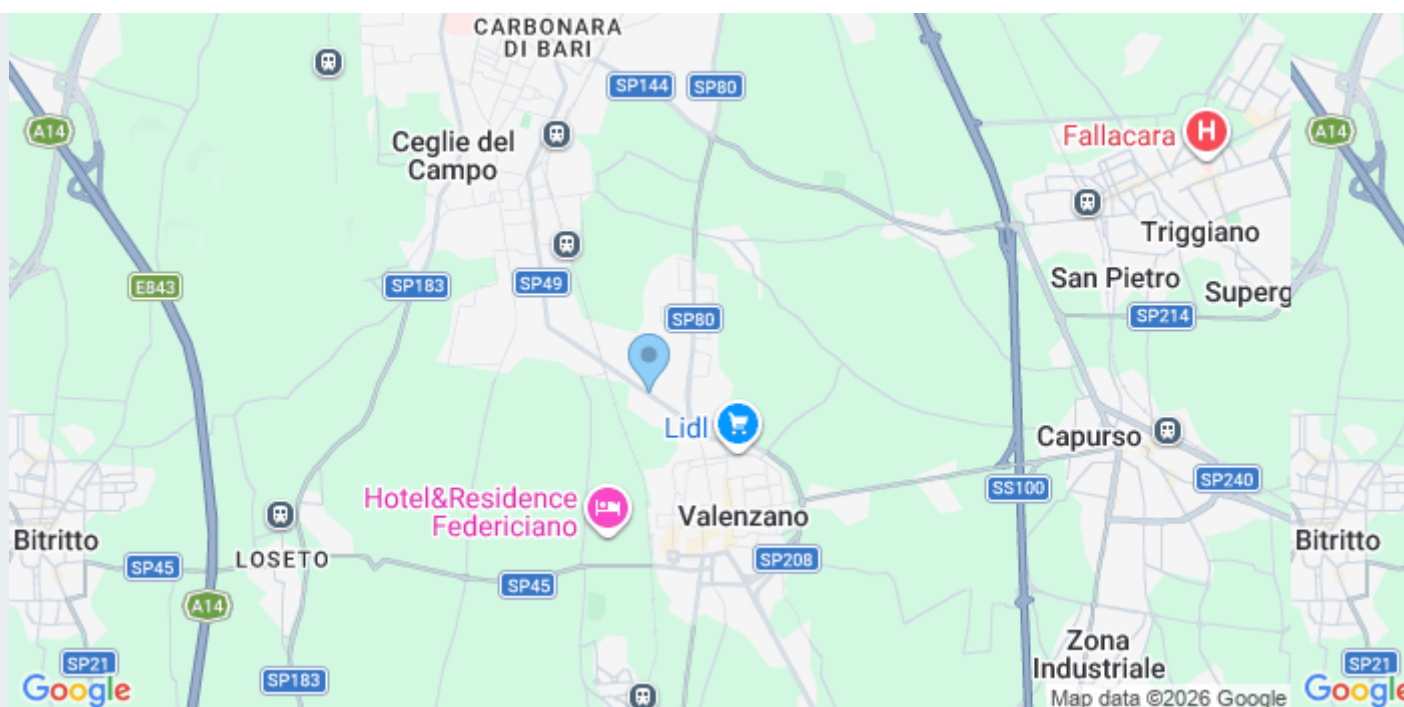 CARBONARA
DI BARI
SP144
SP80
A14
Fallacara
H
A14
Ceglie del
Campo
Triggiano
San Pietro
Superg
E843
SP183
SP49
SP214
SP80
Lidl
Capurso
SP240
SS100
Hotel&Residence
Federiciano
Valenzano
Bitritto
Bitritto
LOSETO
SP45
SP45
SP208
A14
Zona
Industriale
SP21
SP183
SP21
Google
Map data ©2026 Google
Google